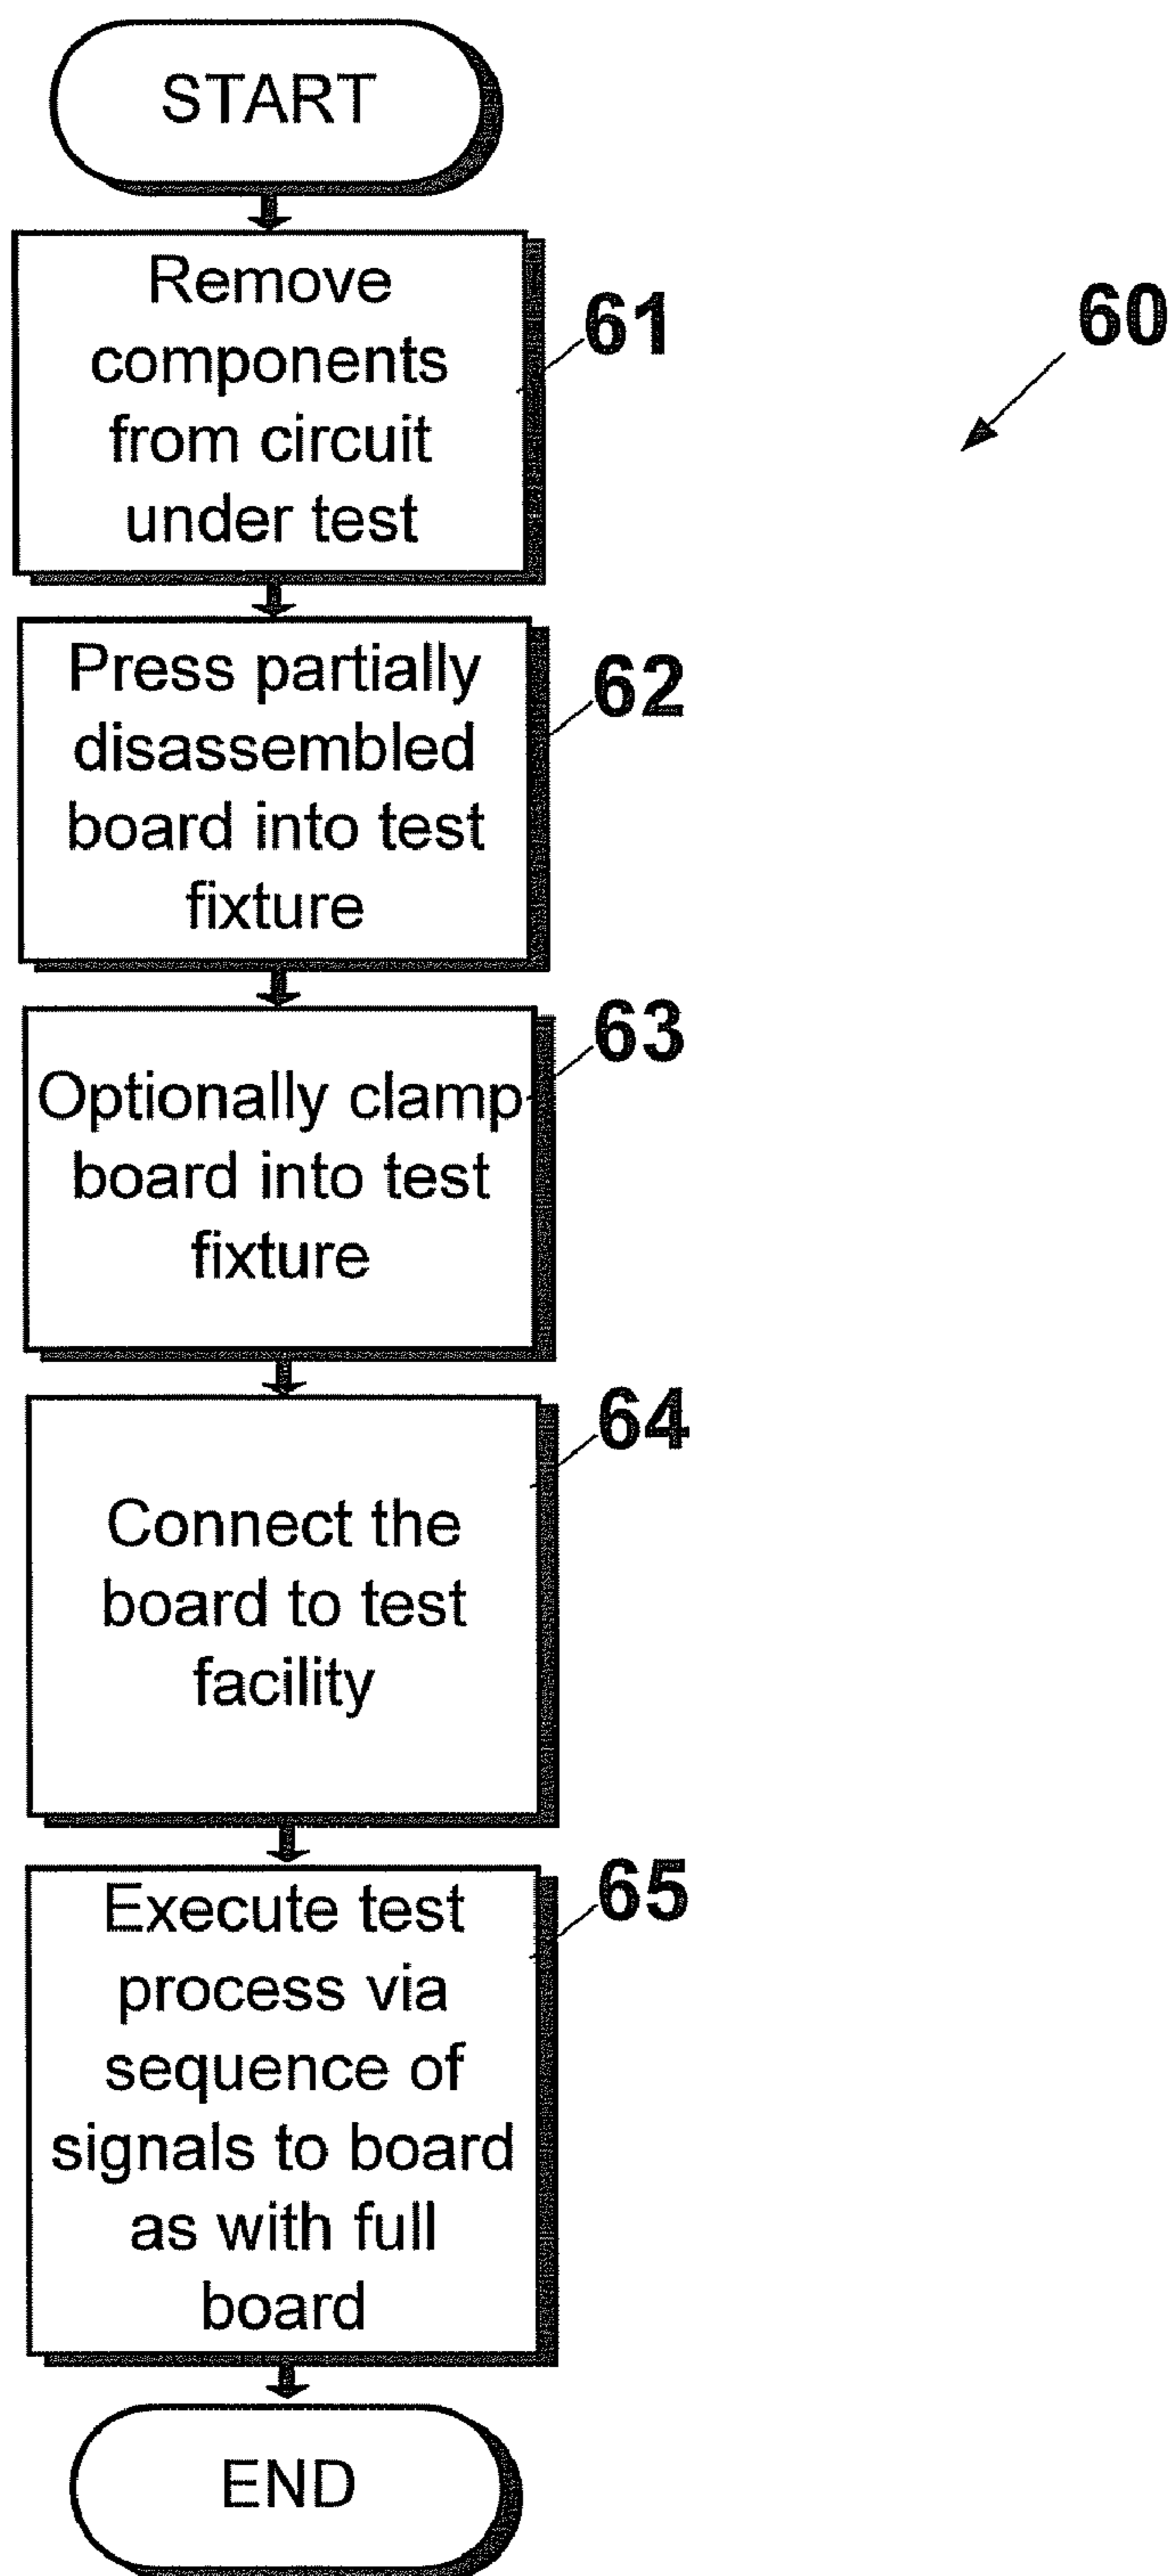 START
Remove
components
from circuit
under test
61
60
Press partially
disassembled
board into test
fixture
62
Optionally clamp
board into test
fixture
63
Connect the
board to test
facility
64
Execute test
process via
sequence of
signals to board
as with full
board
65
END